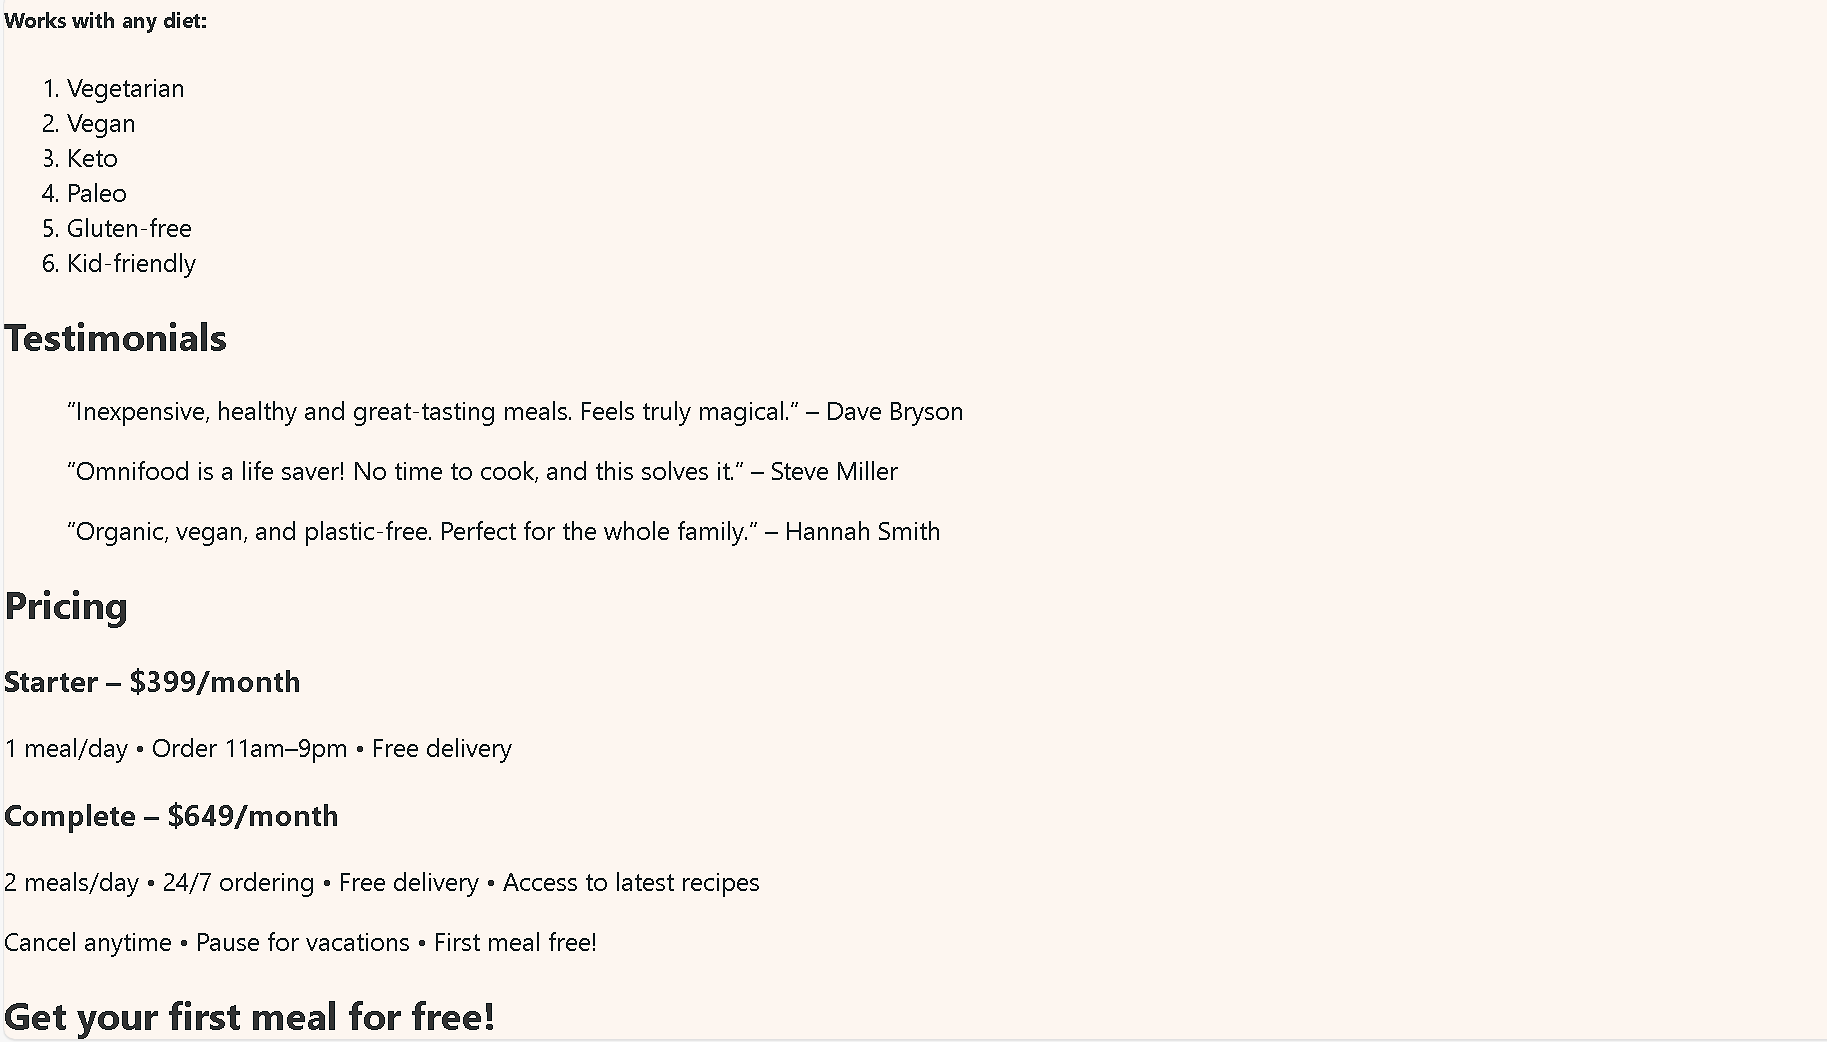 Works with any diet:
1. Vegetarian
2. Vegan
3. Keto
4. Paleo
5. Gluten-free
6. Kid-friendly
Testimonials
"Inexpensive, healthy and great-tasting meals. Feels truly magical." – Dave Bryson
"Omnifood is a life saver! No time to cook, and this solves it." – Steve Miller
"Organic, vegan, and plastic-free. Perfect for the whole family." – Hannah Smith
Pricing
Starter – $399/month
1 meal/day • Order 11am–9pm • Free delivery
Complete – $649/month
2 meals/day • 24/7 ordering • Free delivery • Access to latest recipes
Cancel anytime • Pause for vacations • First meal free!
Get your first meal for free!